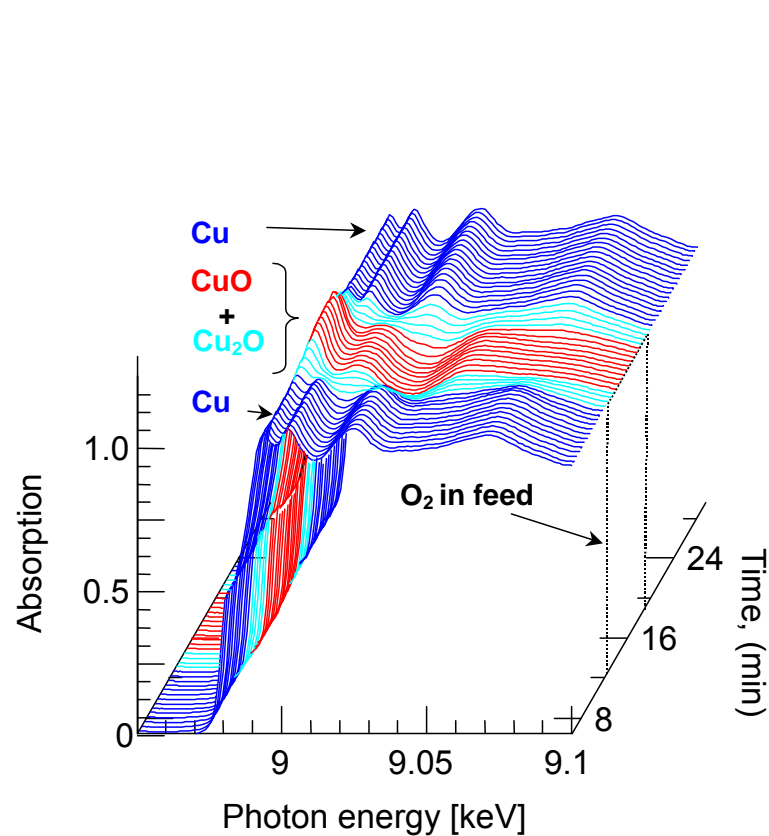 Cu
CuO
+
Cu₂O
Cu
1.0
O₂ in feed
Absorption
0.5
24
16
8
Time, (min)
0
9
9.05
9.1
Photon energy [keV]